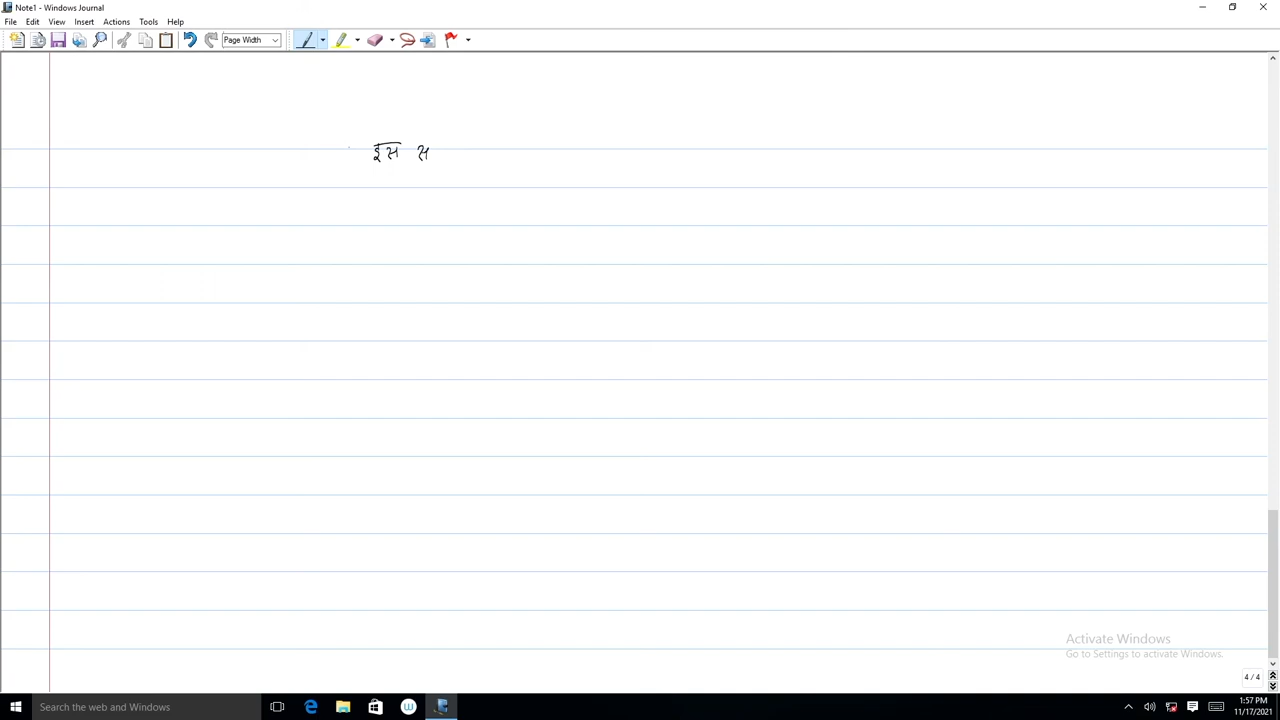 Note1 - Windows Journal
File Edit View Insert Actions Tools Help
Page Width
इस स
Activate Windows
Go to Settings to activate Windows.
4 / 4
Search the web and Windows
1:57 PM
11/17/2021